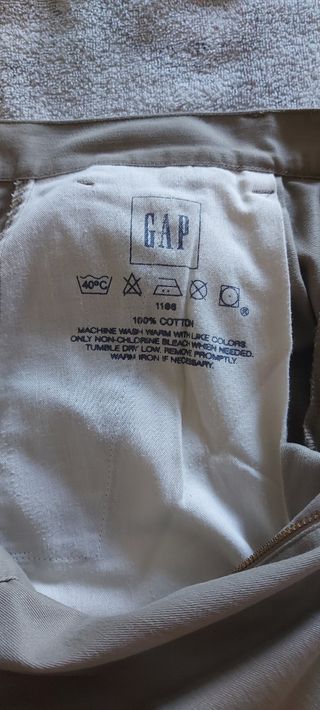 GAP
40°C
1186
100% COTTON
MACHINE WASH WARM WITH LIKE COLORS.
ONLY NON-CHLORINE BLEACH WHEN NEEDED.
TUMBLE DRY LOW. REMOVE PROMPTLY.
WARM IRON IF NECESSARY.
®